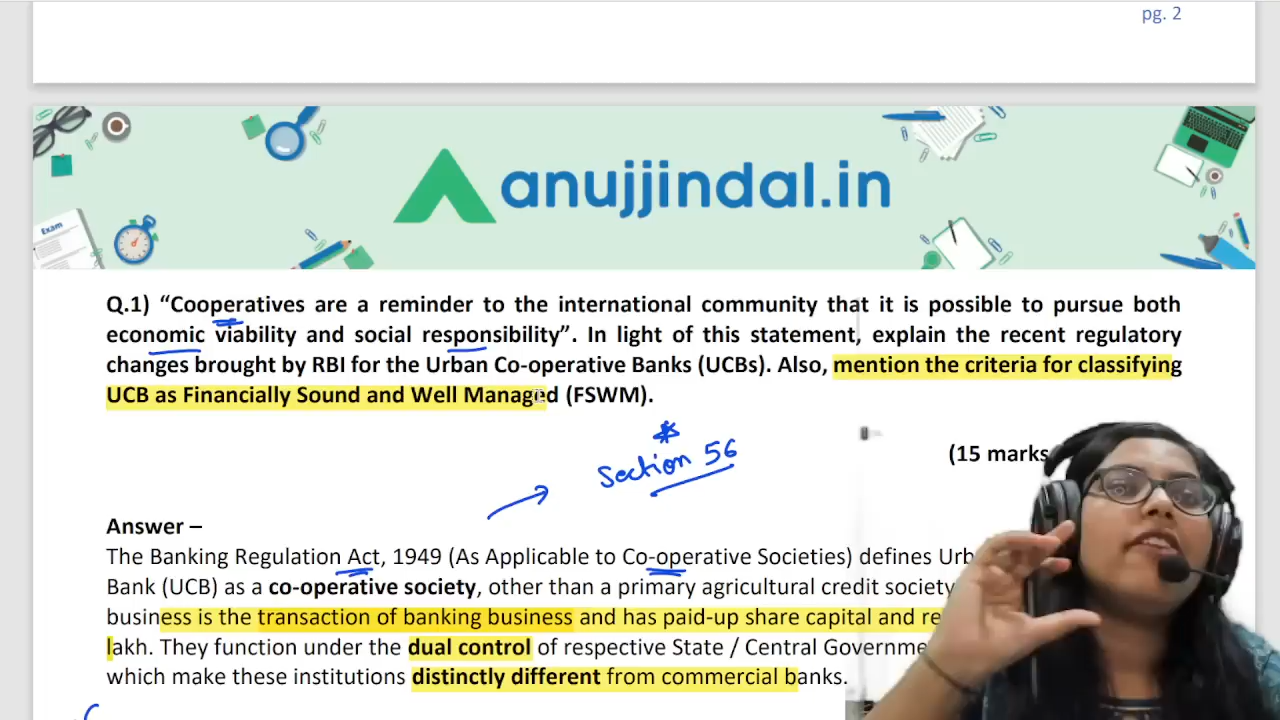 pg. 2
Exam
anujjindal.in
Q.1) “Cooperatives are a reminder to the international community that it is possible to pursue both
economic viability and social responsibility”. In light of this statement, explain the recent regulatory
changes brought by RBI for the Urban Co-operative Banks (UCBs). Also, mention the criteria for classifying
UCB as Financially Sound and Well Managed (FSWM).
Section 56
(15 marks
Answer –
The Banking Regulation Act, 1949 (As Applicable to Co-operative Societies) defines Urb
Bank (UCB) as a co-operative society, other than a primary agricultural credit society
business is the transaction of banking business and has paid-up share capital and re
lakh. They function under the dual control of respective State / Central Governme
which make these institutions distinctly different from commercial banks.